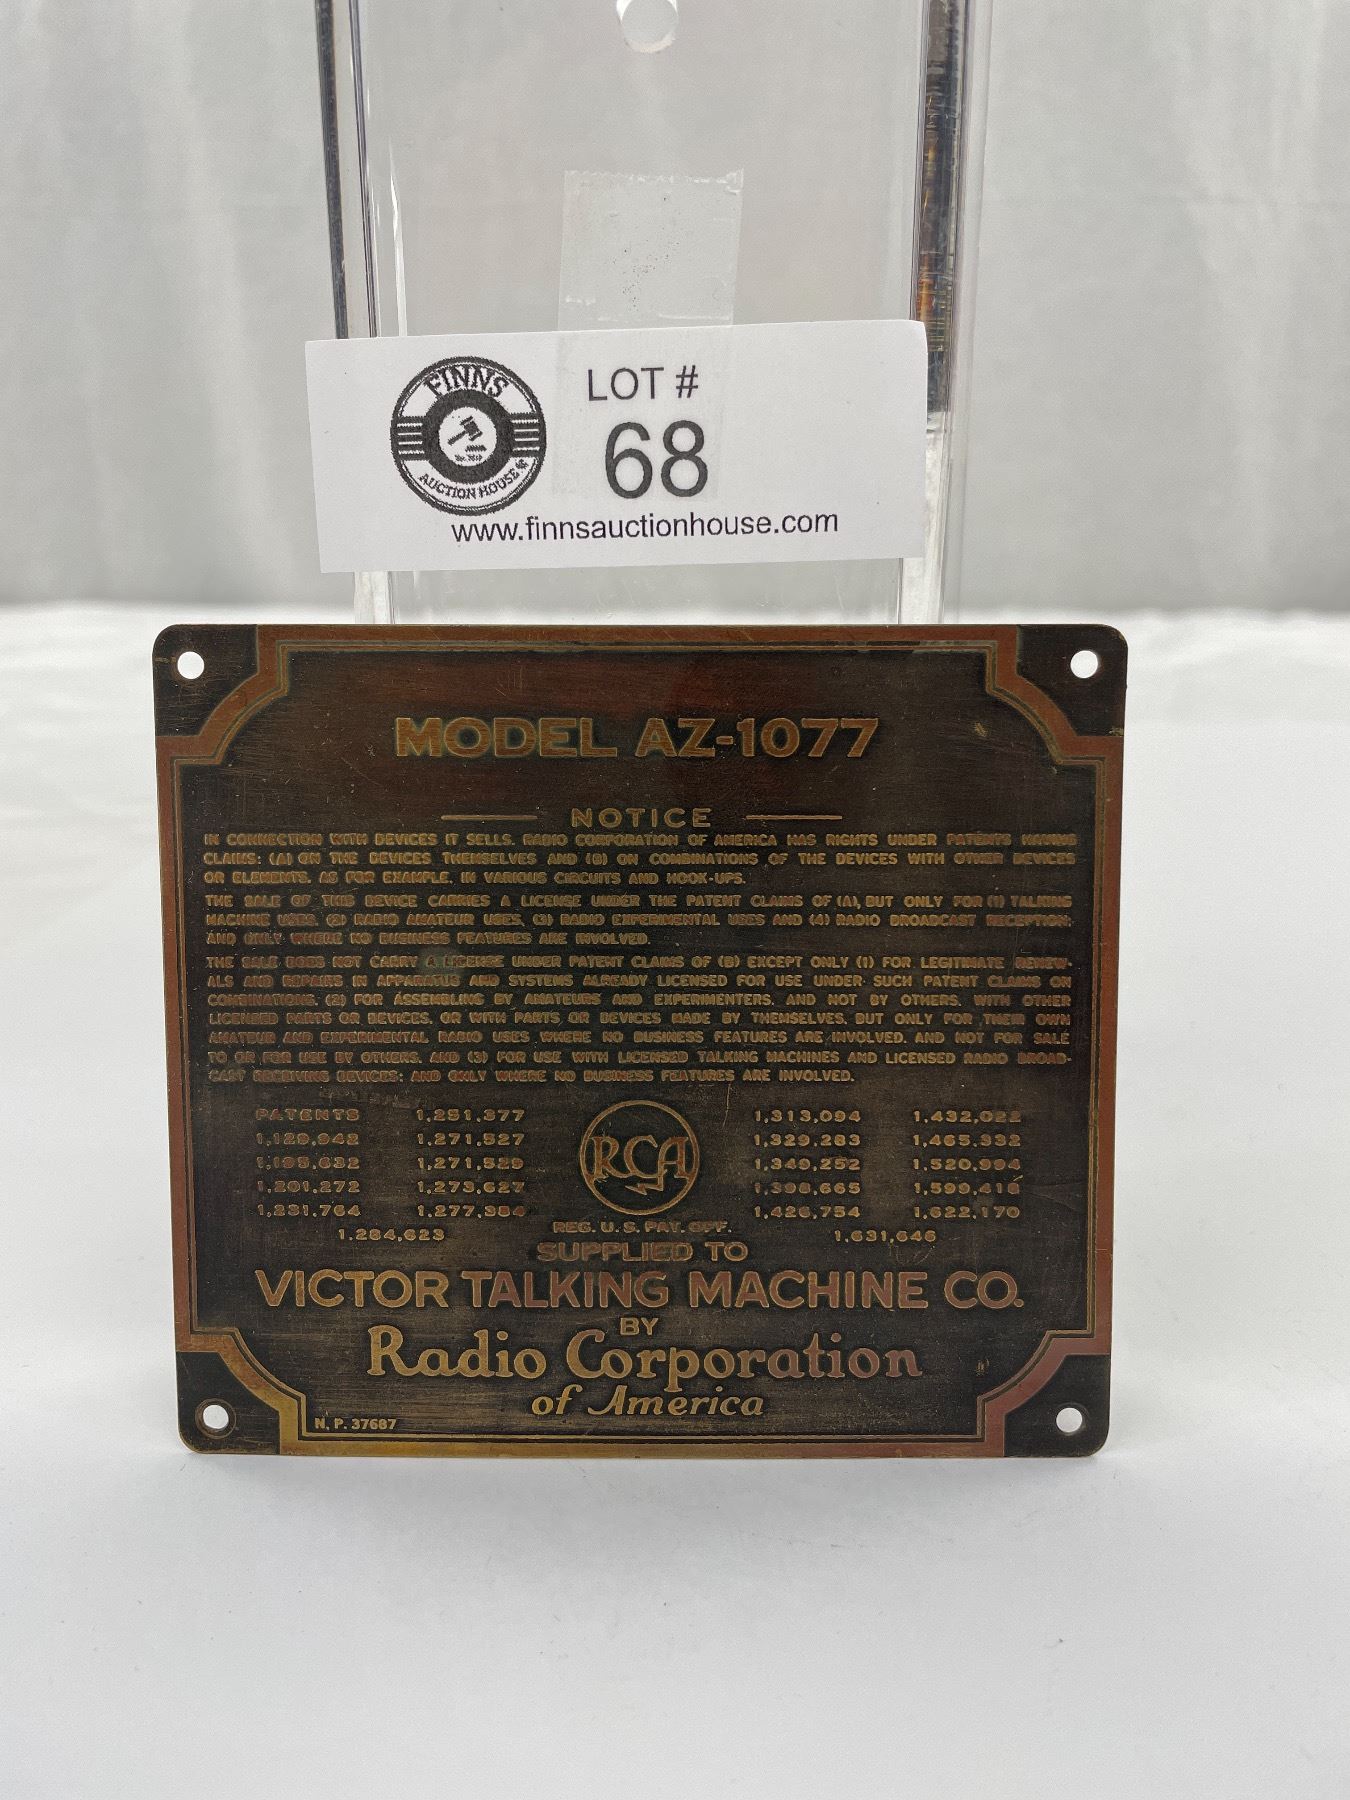 FINNS
AUCTION HOUSE
LOT #
68
www.finnsauctionhouse.com
MODEL AZ-1077
NOTICE
IN CONNECTION WITH DEVICES IT SELLS, RADIO CORPORATION OF AMERICA HAS RIGHTS UNDER PATENTS HAVING
CLAIMS: (A) ON THE DEVICES THEMSELVES AND (B) ON COMBINATIONS OF THE DEVICES WITH OTHER DEVICES
OR ELEMENTS, AS FOR EXAMPLE, IN VARIOUS CIRCUITS AND HOOK-UPS.
THE SALE OF THIS DEVICE CARRIES A LICENSE UNDER THE PATENT CLAIMS OF (A), BUT ONLY FOR (1) TALKING
MACHINE USES, (2) RADIO AMATEUR USES, (3) RADIO EXPERIMENTAL USES AND (4) RADIO BROADCAST RECEPTION;
AND ONLY WHERE NO BUSINESS FEATURES ARE INVOLVED.
THE SALE DOES NOT CARRY A LICENSE UNDER PATENT CLAIMS OF (B) EXCEPT ONLY (1) FOR LEGITIMATE RENEW-
ALS AND REPAIRS IN APPARATUS AND SYSTEMS ALREADY LICENSED FOR USE UNDER SUCH PATENT CLAIMS ON
COMBINATIONS, (2) FOR ASSEMBLING BY AMATEURS AND EXPERIMENTERS, AND NOT BY OTHERS, WITH OTHER
LICENSED PARTS OR DEVICES, OR WITH PARTS OR DEVICES MADE BY THEMSELVES, BUT ONLY FOR THEIR OWN
AMATEUR AND EXPERIMENTAL RADIO USES WHERE NO BUSINESS FEATURES ARE INVOLVED, AND NOT FOR SALE
TO OR FOR USE BY OTHERS, AND (3) FOR USE WITH LICENSED TALKING MACHINES AND LICENSED RADIO BROAD-
CAST RECEIVING DEVICES; AND ONLY WHERE NO BUSINESS FEATURES ARE INVOLVED.
PATENTS 1,251,377 1,313,094 1,432,022
1,129,942 1,271,527 1,329,283 1,465,332
1,195,632 1,271,529 1,340,252 1,520,994
1,201,272 1,273,627 1,398,665 1,599,418
1,231,764 1,277,384 1,426,754 1,622,170
1,284,623 1,631,646
RCA
REG. U. S. PAT. OFF.
SUPPLIED TO
VICTOR TALKING MACHINE CO.
BY
Radio Corporation
of America
N. P. 37687